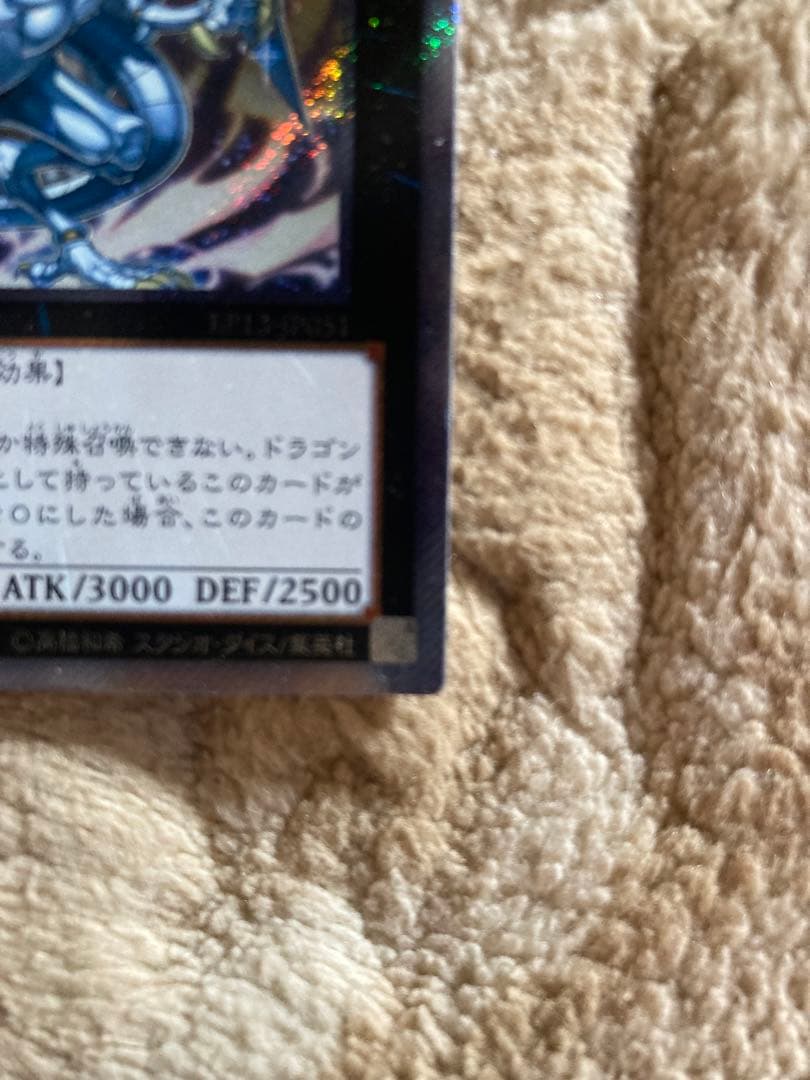 EP13-JP051
効果】
か特殊召喚できない。ドラゴン
として持っているこのカードが
０にした場合、このカードの
する。
ATK/3000 DEF/2500
©高橋和希 スタジオ・ダイス/集英社